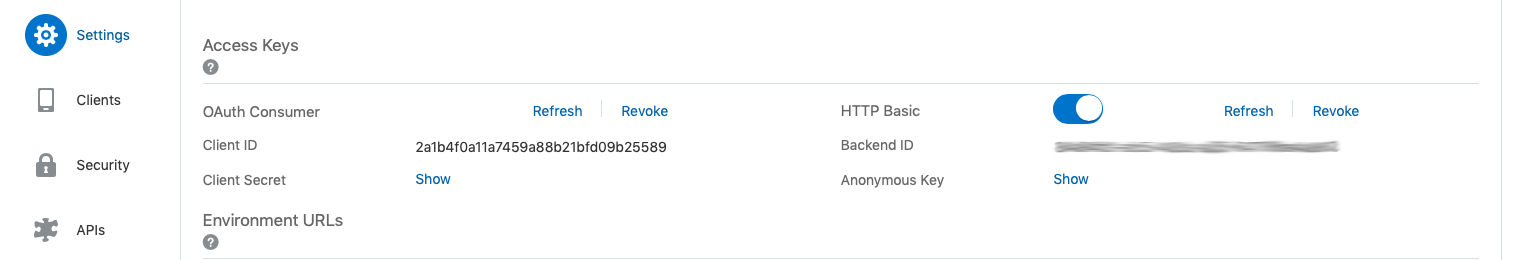 Settings
Clients
Security
APIs
Access Keys
?
OAuth Consumer Refresh Revoke HTTP Basic Refresh Revoke
Client ID 2a1b4f0a11a7459a88b21bfd09b25589 Backend ID
Client Secret Show Anonymous Key Show
Environment URLs
?